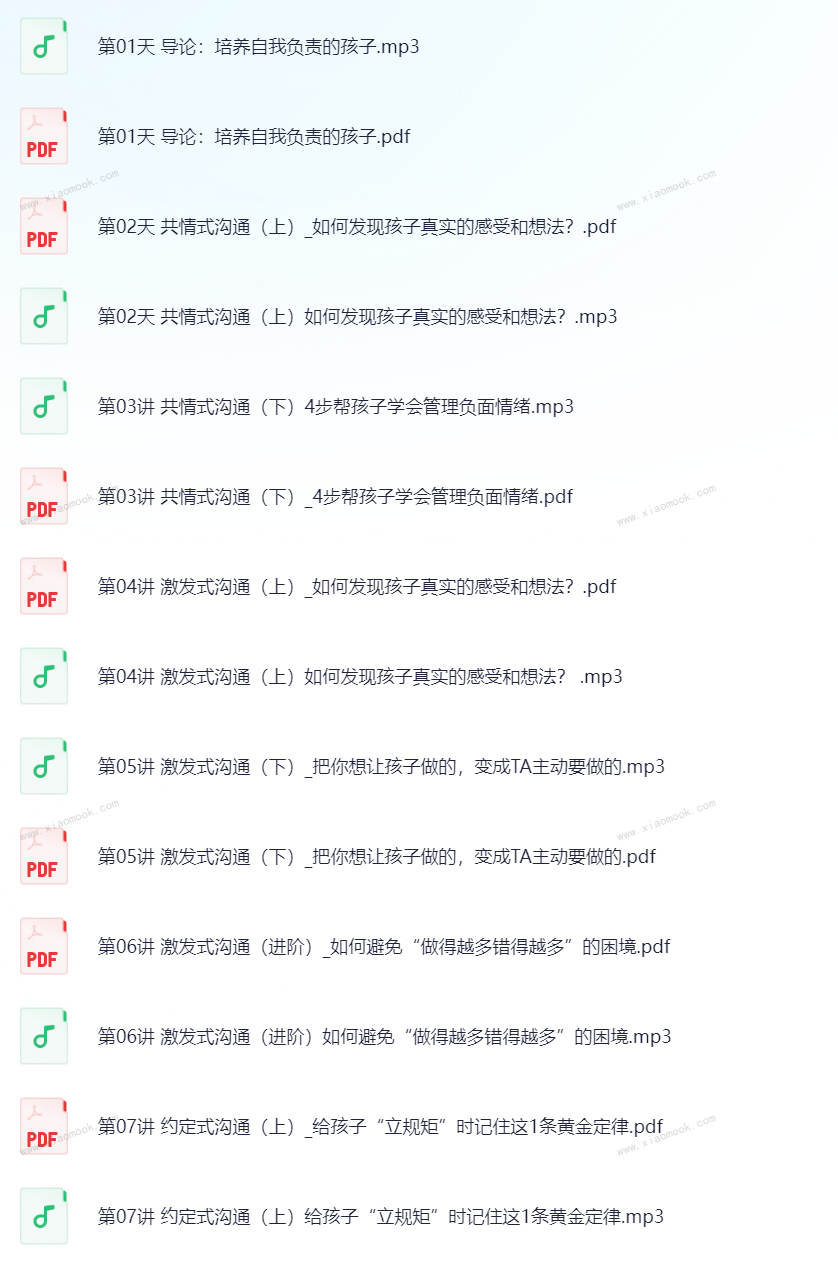 第01天 导论：培养自我负责的孩子.mp3
PDF
第01天 导论：培养自我负责的孩子.pdf
www.xiaomook.com
www.xiaomook.com
PDF
第02天 共情式沟通（上）_如何发现孩子真实的感受和想法？.pdf
第02天 共情式沟通（上）如何发现孩子真实的感受和想法？.mp3
第03讲 共情式沟通（下）4步帮孩子学会管理负面情绪.mp3
PDF
第03讲 共情式沟通（下）_4步帮孩子学会管理负面情绪.pdf
www.xiaomook.com
www.xiaomook.com
PDF
第04讲 激发式沟通（上）_如何发现孩子真实的感受和想法？.pdf
第04讲 激发式沟通（上）如何发现孩子真实的感受和想法？ .mp3
第05讲 激发式沟通（下）_把你想让孩子做的，变成TA主动要做的.mp3
www.xiaomook.com
www.xiaomook.com
PDF
第05讲 激发式沟通（下）_把你想让孩子做的，变成TA主动要做的.pdf
PDF
第06讲 激发式沟通（进阶）_如何避免“做得越多错得越多”的困境.pdf
第06讲 激发式沟通（进阶）如何避免“做得越多错得越多”的困境.mp3
PDF
第07讲 约定式沟通（上）_给孩子“立规矩”时记住这1条黄金定律.pdf
www.xiaomook.com
www.xiaomook.com
第07讲 约定式沟通（上）给孩子“立规矩”时记住这1条黄金定律.mp3